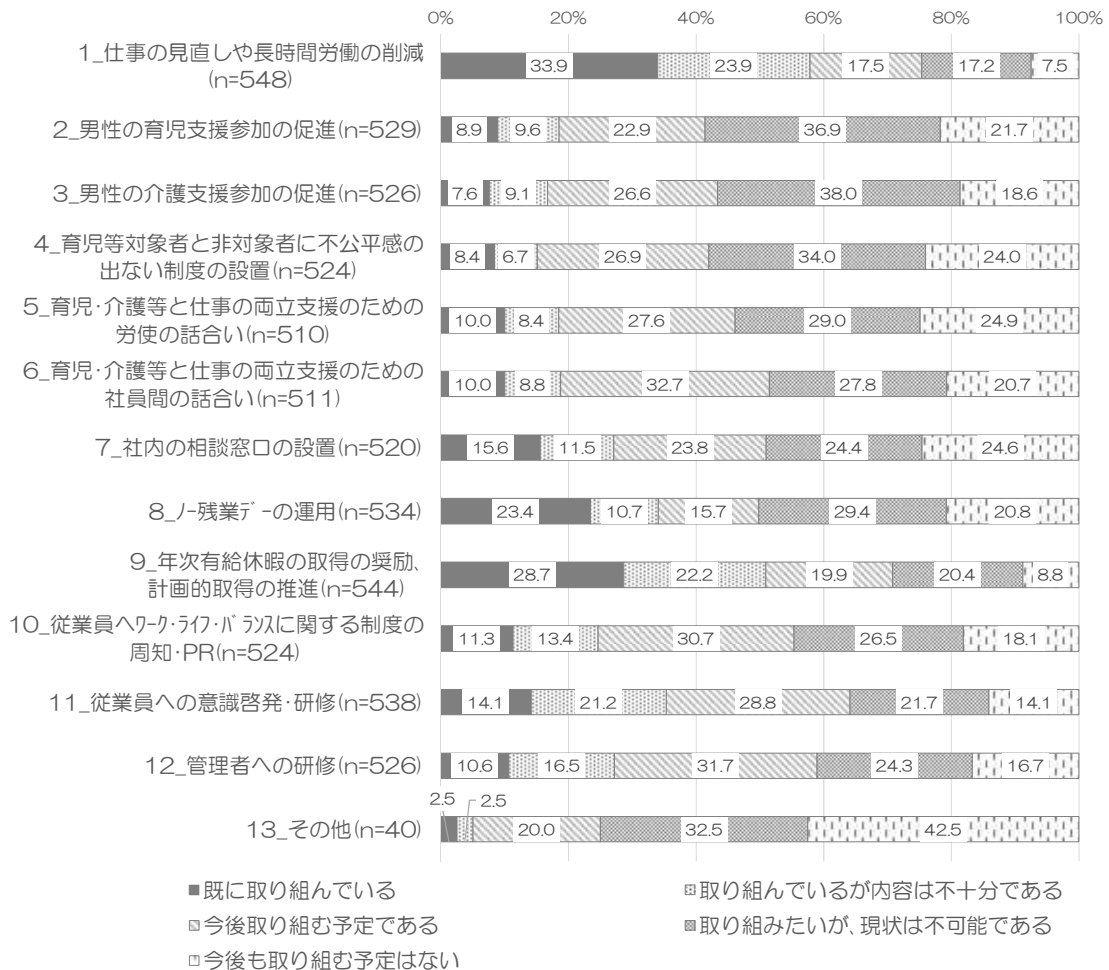 0% 20% 40% 60% 80% 100%
1_仕事の見直しや長時間労働の削減
(n=548)
33.9 23.9 17.5 17.2 7.5
2_男性の育児支援参加の促進(n=529)
8.9 9.6 22.9 36.9 21.7
3_男性の介護支援参加の促進(n=526)
7.6 9.1 26.6 38.0 18.6
4_育児等対象者と非対象者に不公平感の
出ない制度の設置(n=524)
8.4 6.7 26.9 34.0 24.0
5_育児・介護等と仕事の両立支援のための
労使の話合い(n=510)
10.0 8.4 27.6 29.0 24.9
6_育児・介護等と仕事の両立支援のための
社員間の話合い(n=511)
10.0 8.8 32.7 27.8 20.7
7_社内の相談窓口の設置(n=520)
15.6 11.5 23.8 24.4 24.6
8_ﾉｰ残業ﾃﾞｰの運用(n=534)
23.4 10.7 15.7 29.4 20.8
9_年次有給休暇の取得の奨励、
計画的取得の推進(n=544)
28.7 22.2 19.9 20.4 8.8
10_従業員へﾜｰｸ・ﾗｲﾌ・ﾊﾞﾗﾝｽに関する制度の
周知・PR(n=524)
11.3 13.4 30.7 26.5 18.1
11_従業員への意識啓発・研修(n=538)
14.1 21.2 28.8 21.7 14.1
12_管理者への研修(n=526)
10.6 16.5 31.7 24.3 16.7
13_その他(n=40)
2.5 2.5 20.0 32.5 42.5
既に取り組んでいる
取り組んでいるが内容は不十分である
今後取り組む予定である
取り組みたいが、現状は不可能である
今後も取り組む予定はない